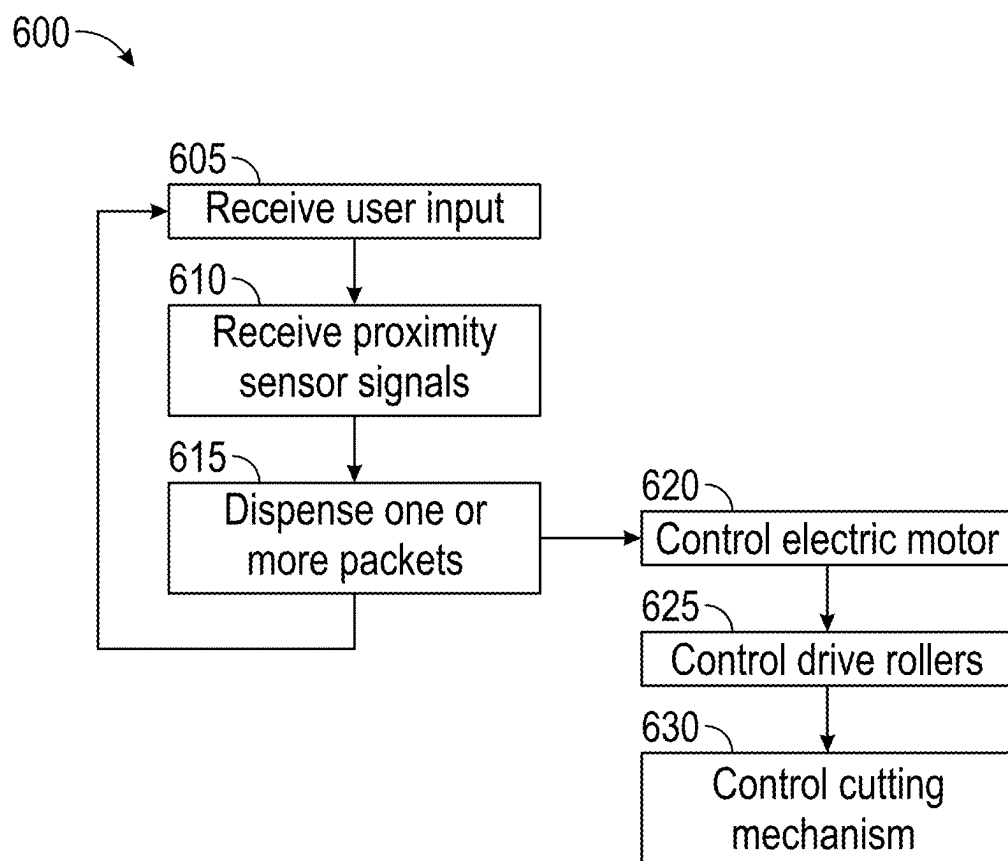 600
605
Receive user input
610
Receive proximity
sensor signals
615
Dispense one or
more packets
620
Control electric motor
625
Control drive rollers
630
Control cutting
mechanism